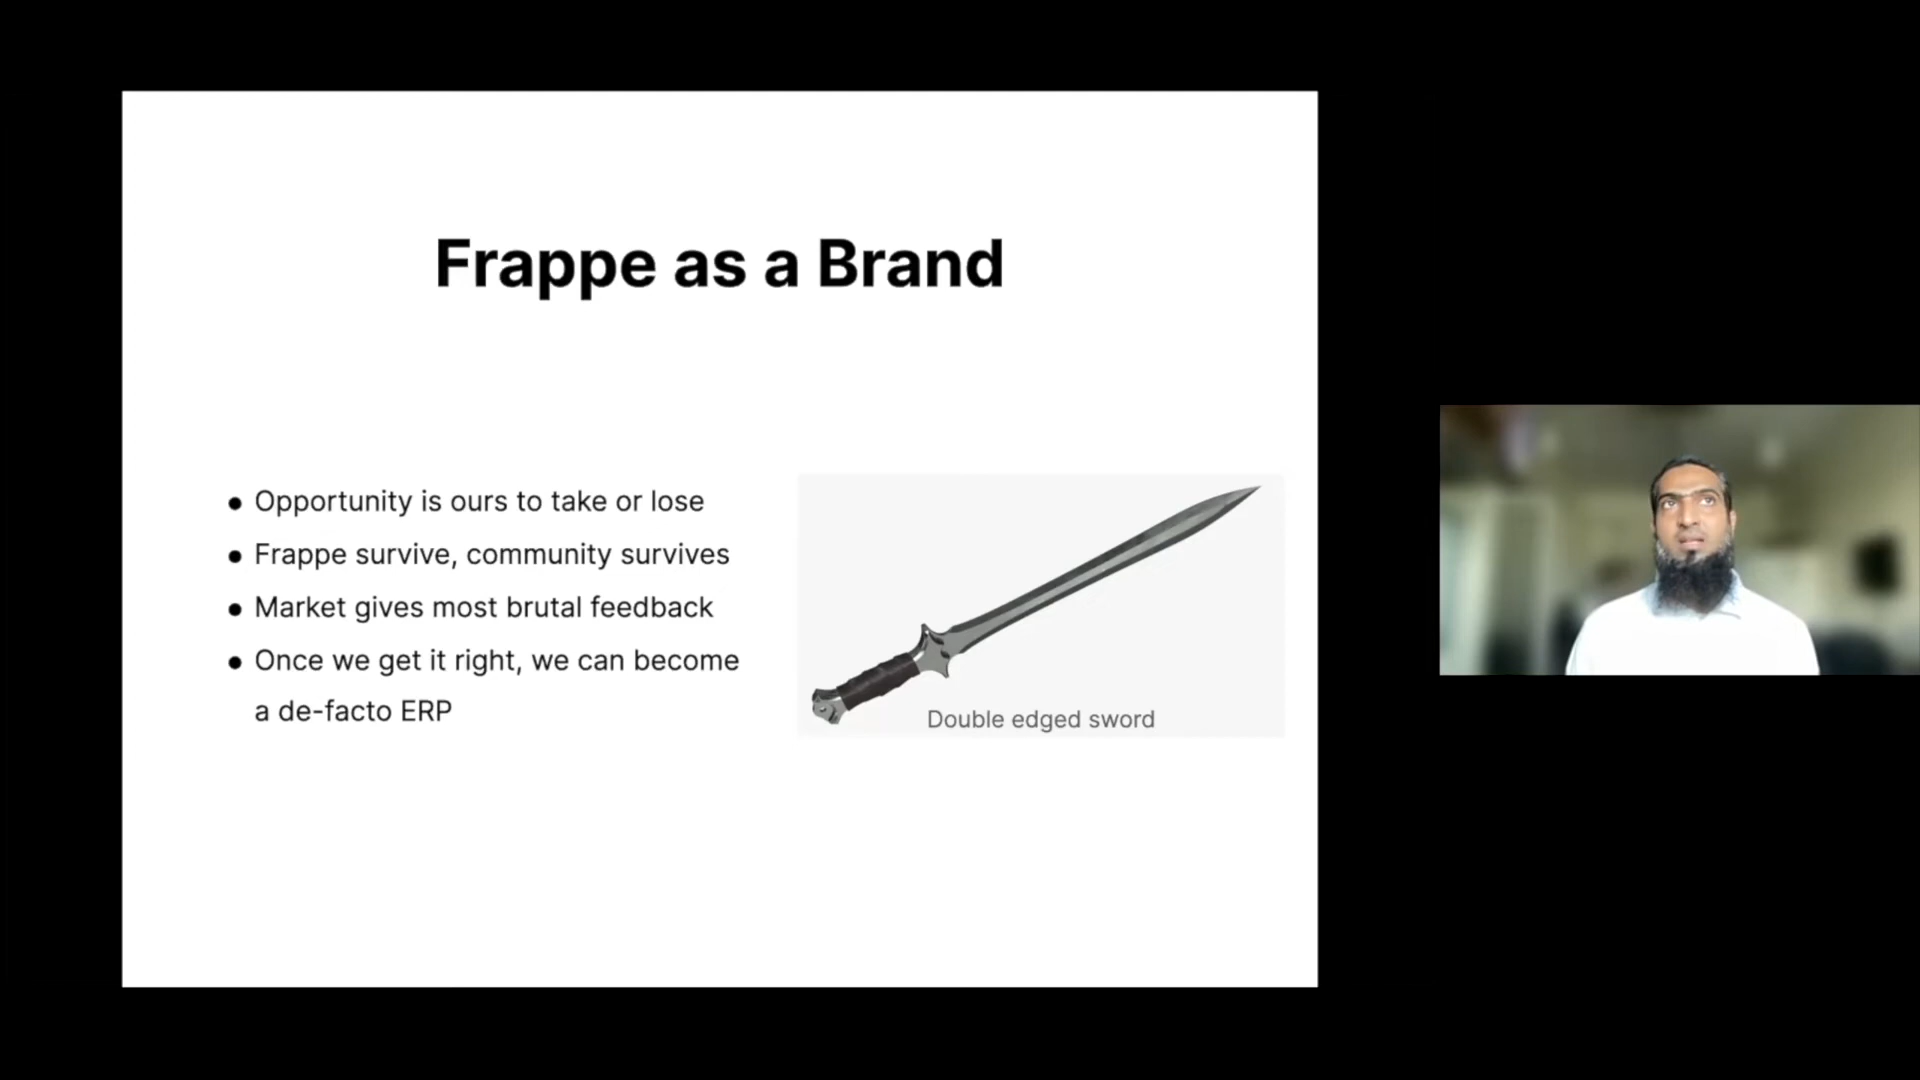 Frappe as a Brand
● Opportunity is ours to take or lose
● Frappe survive, community survives
● Market gives most brutal feedback
● Once we get it right, we can become
a de-facto ERP
Double edged sword